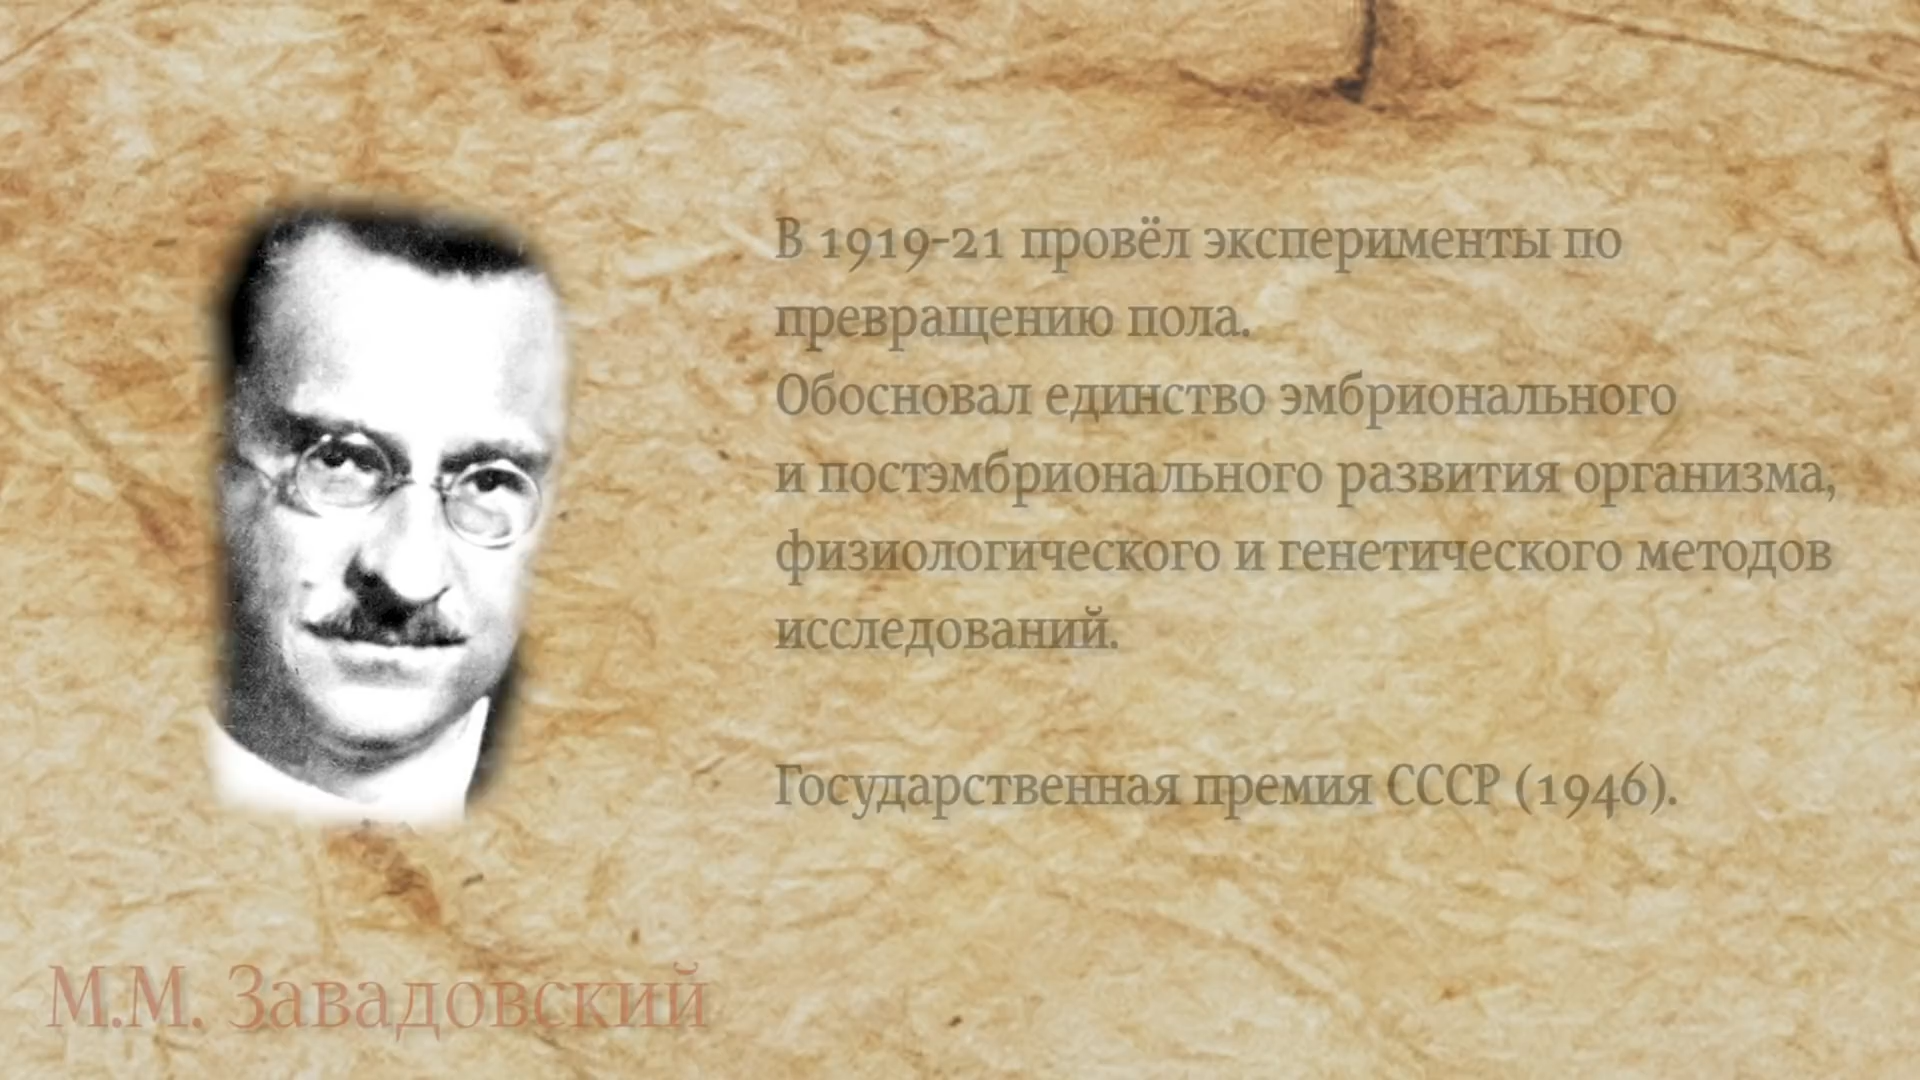 В 1919-21 провёл эксперименты по
превращению пола.
Обосновал единство эмбрионального
и постэмбрионального развития организма,
физиологического и генетического методов
исследований.
Государственная премия СССР (1946).
М.М. Завадовский